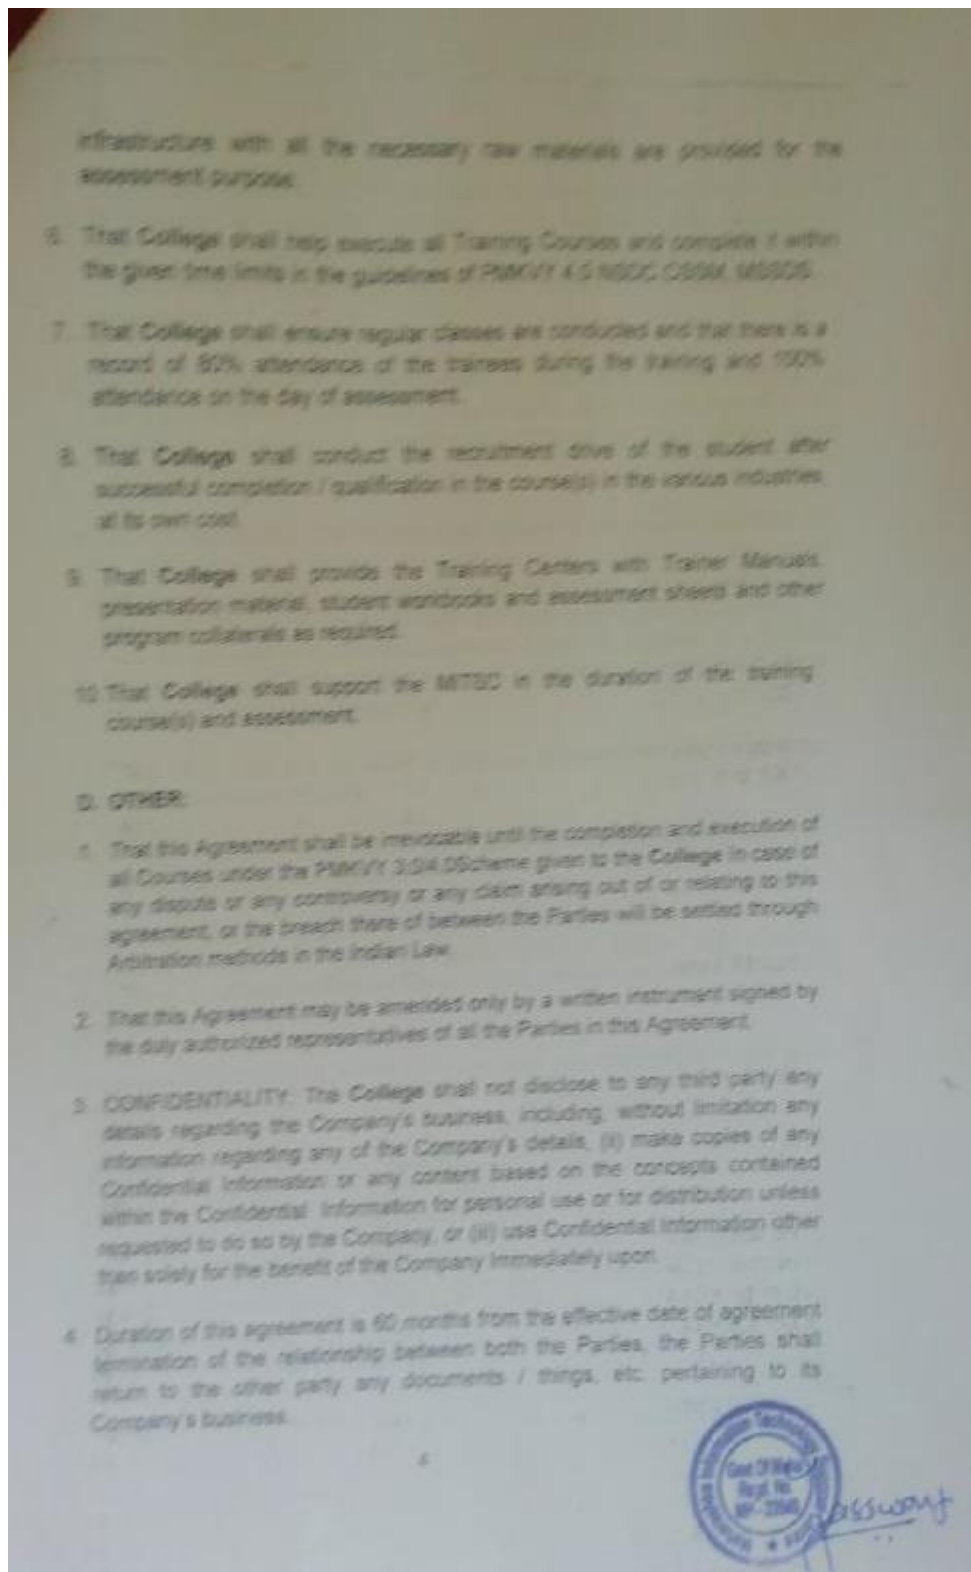 infrastructure with all the necessary raw materials are provided for the
assessment purpose.
6. That College shall help execute all Training Courses and complete it within
the given time limits in the guidelines of PMKVY 4.0 NSDC CSSM, MSSDS.
7. That College shall ensure regular classes are conducted and that there is a
record of 80% attendance of the trainees during the training and 100%
attendance on the day of assessment.
8. That College shall conduct the recruitment drive of the student after
successful completion / qualification in the course(s) in the various industries
at its own cost.
9. That College shall provide the Training Centers with Trainer Manuals,
presentation material, student workbooks and assessment sheets and other
program collaterals as required.
10. That College shall support the MITSC in the duration of the training
course(s) and assessment.
D. OTHER:
1. That this Agreement shall be irrevocable until the completion and execution of
all Courses under the PMKVY given to the College In case of
any dispute or any controversy or any claim arising out of or relating to this
agreement, or the breach there of between the Parties will be settled through
Arbitration methods in the Indian Law.
2. That this Agreement may be amended only by a written instrument signed by
the duly authorized representatives of all the Parties in this Agreement.
3. CONFIDENTIALITY: The College shall not disclose to any third party any
details regarding the Company's business, including, without limitation any
information regarding any of the Company's details, (ii) make copies of any
Confidential Information or any content based on the concepts contained
within the Confidential Information for personal use or for distribution unless
requested to do so by the Company, or (iii) use Confidential Information other
than solely for the benefit of the Company Immediately upon.
4. Duration of this agreement is 60 months from the effective date of agreement
termination of the relationship between both the Parties, the Parties shall
return to the other party any documents / things, etc. pertaining to its
Company's business.
Information Technology
Regd. No.